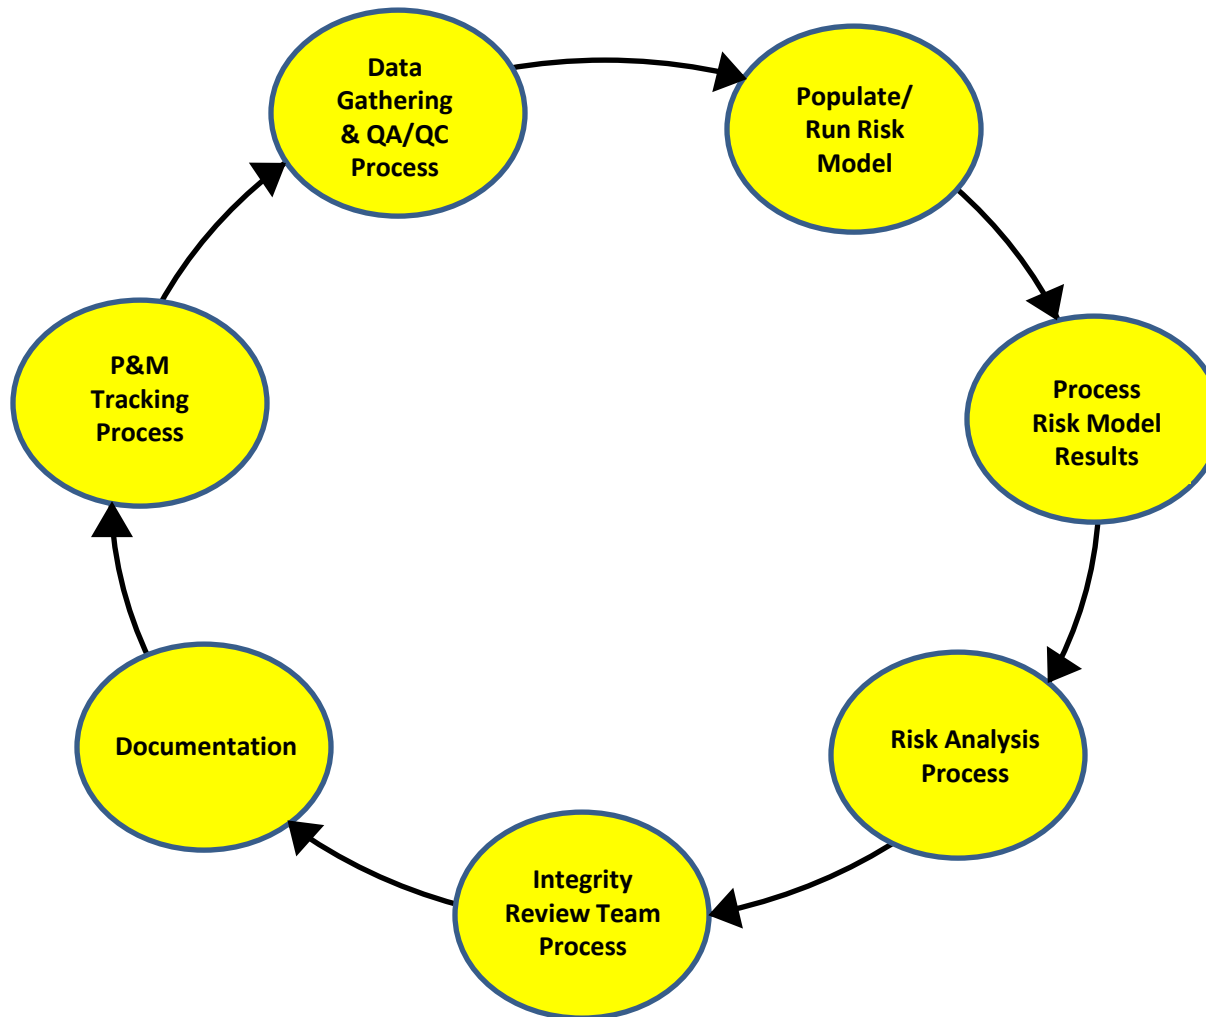 Data
Gathering
& QA/QC
Process
Populate/
Run Risk
Model
Process
Risk Model
Results
Risk Analysis
Process
Integrity
Review Team
Process
Documentation
P&M
Tracking
Process